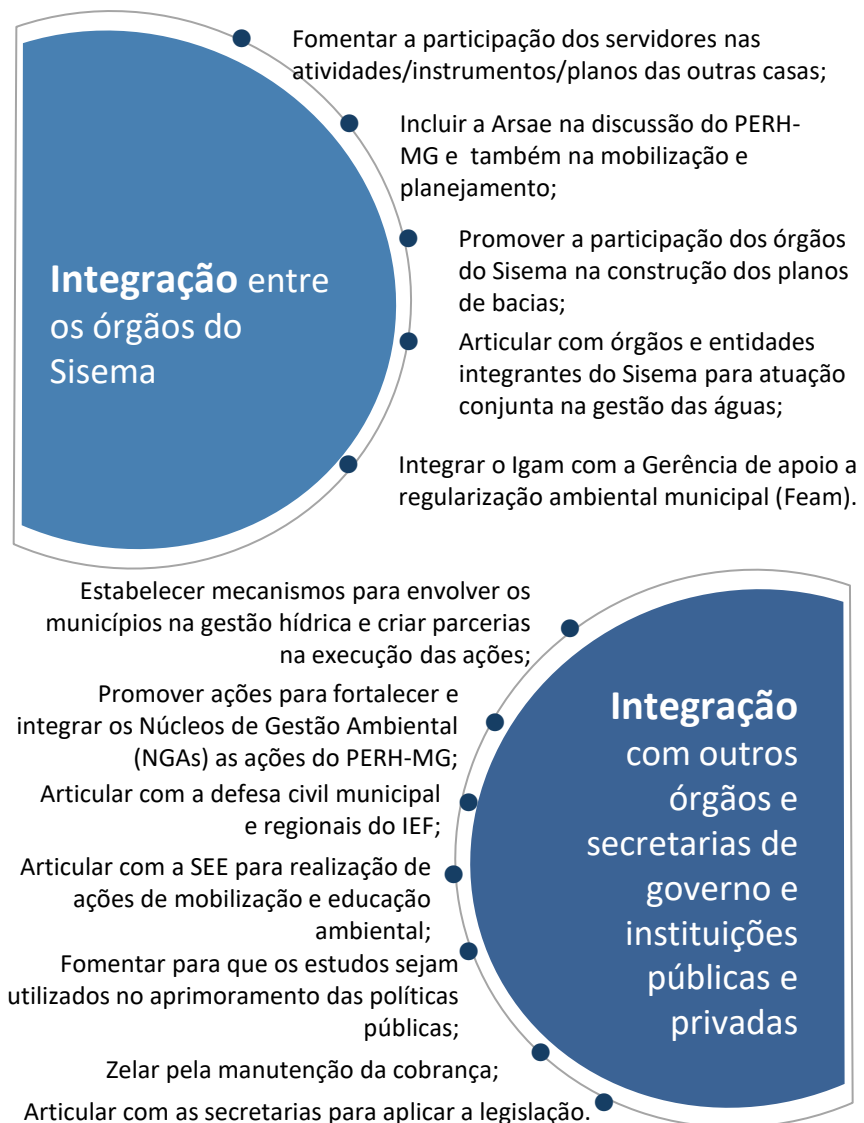 Fomentar a participação dos servidores nas
atividades/instrumentos/planos das outras casas;
Incluir a Arsae na discussão do PERH-
MG e também na mobilização e
planejamento;
Integração entre
os órgãos do
Sisema
Promover a participação dos órgãos
do Sisema na construção dos planos
de bacias;
Articular com órgãos e entidades
integrantes do Sisema para atuação
conjunta na gestão das águas;
Integrar o Igam com a Gerência de apoio a
regularização ambiental municipal (Feam).
Estabelecer mecanismos para envolver os
municípios na gestão hídrica e criar parcerias
na execução das ações;
Promover ações para fortalecer e
integrar os Núcleos de Gestão Ambiental
(NGAs) as ações do PERH-MG;
Articular com a defesa civil municipal
e regionais do IEF;
Articular com a SEE para realização de
ações de mobilização e educação
ambiental;
Fomentar para que os estudos sejam
utilizados no aprimoramento das políticas
públicas;
Zelar pela manutenção da cobrança;
Articular com as secretarias para aplicar a legislação.
Integração
com outros
órgãos e
secretarias de
governo e
instituições
públicas e
privadas